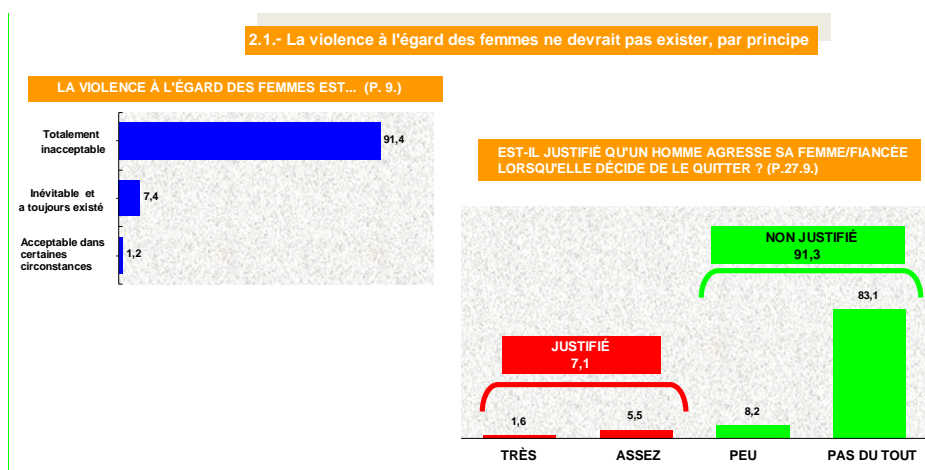 2.1.- La violence à l'égard des femmes ne devrait pas exister, par principe
LA VIOLENCE À L'ÉGARD DES FEMMES EST... (P. 9.)
Totalement
inacceptable
91,4
Inévitable et
a toujours existé
7,4
Acceptable dans
certaines
circonstances
1,2
EST-IL JUSTIFIÉ QU'UN HOMME AGRESSE SA FEMME/FIANCÉE
LORSQU'ELLE DÉCIDE DE LE QUITTER ? (P.27.9.)
NON JUSTIFIÉ
91,3
JUSTIFIÉ
7,1
1,6
5,5
8,2
83,1
TRÈS
ASSEZ
PEU
PAS DU TOUT